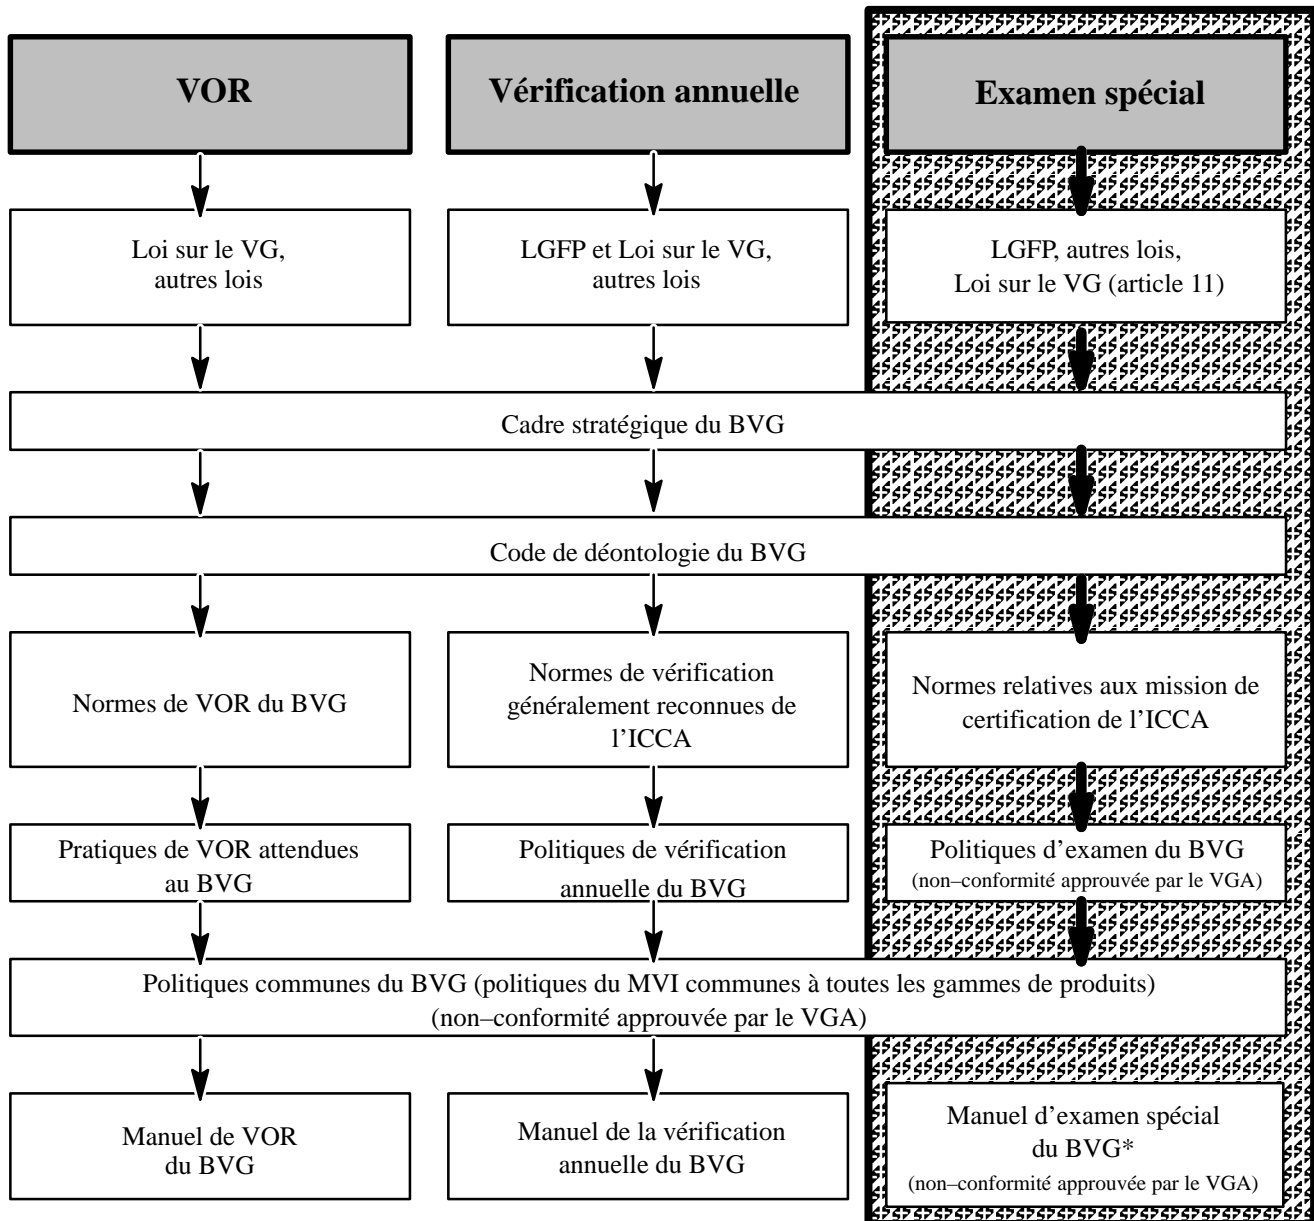 VOR
Vérification annuelle
Examen spécial
Loi sur le VG,
autres lois
LGFP et Loi sur le VG,
autres lois
LGFP, autres lois,
Loi sur le VG (article 11)
Cadre stratégique du BVG
Code de déontologie du BVG
Normes de VOR du BVG
Normes de vérification
généralement reconnues de
l’ICCA
Normes relatives aux mission de
certification de l’ICCA
Pratiques de VOR attendues
au BVG
Politiques de vérification
annuelle du BVG
Politiques d’examen du BVG
(non–conformité approuvée par le VGA)
Politiques communes du BVG (politiques du MVI communes à toutes les gammes de produits)
(non–conformité approuvée par le VGA)
Manuel de VOR
du BVG
Manuel de la vérification
annuelle du BVG
Manuel d’examen spécial
du BVG*
(non–conformité approuvée par le VGA)